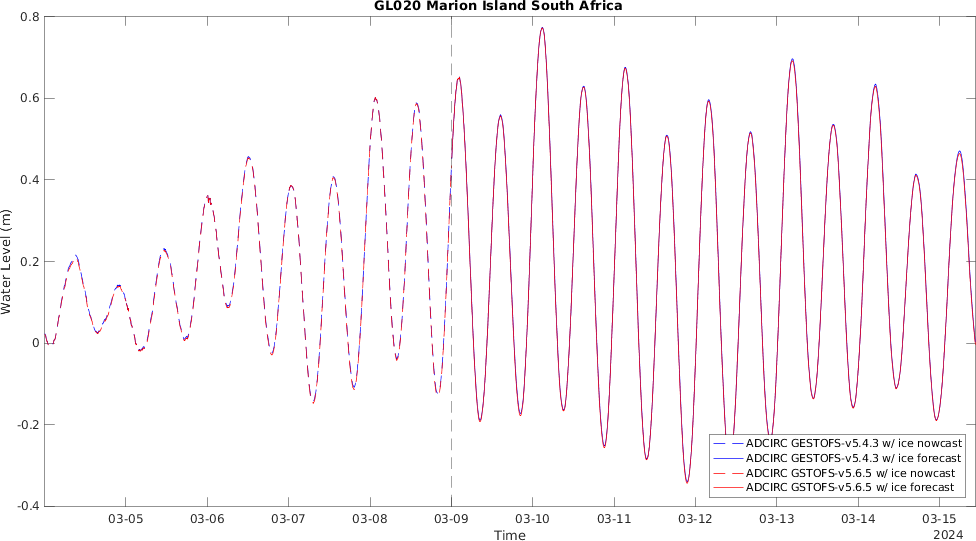 GL020 Marion Island South Africa
Water Level (m)
0.8
0.6
0.4
0.2
0
-0.2
-0.4
ADCIRC GESTOFS-v5.4.3 w/ ice nowcast
ADCIRC GESTOFS-v5.4.3 w/ ice forecast
ADCIRC GSTOFS-v5.6.5 w/ ice nowcast
ADCIRC GSTOFS-v5.6.5 w/ ice forecast
03-05 03-06 03-07 03-08 03-09 03-10 03-11 03-12 03-13 03-14 03-15
Time
2024